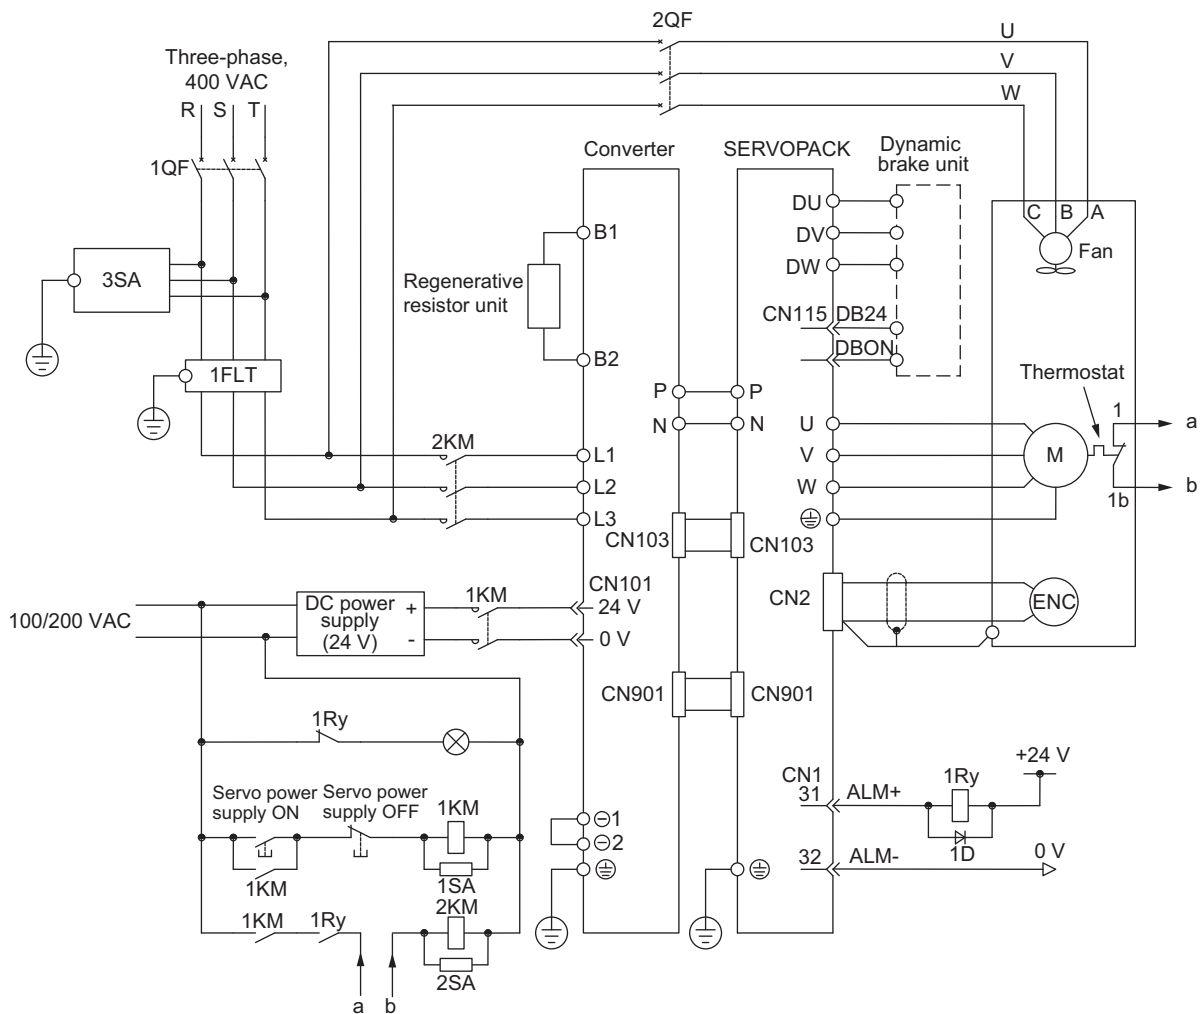 2QF
U
V
W
Three-phase,
400 VAC
R S T
1QF
3SA
1FLT
Converter
SERVOPACK
Dynamic
brake unit
DU
DV
DW
CN115 DB24
DBON
C B A
Fan
B1
Regenerative
resistor unit
B2
P P
N N
Thermostat
1
a
1b
b
2KM
L1
L2
L3
U
V
W
M
CN103 CN103
CN2
ENC
100/200 VAC
DC power
supply
(24 V)
+
-
1KM
CN101
24 V
0 V
CN901 CN901
1Ry
Servo power
supply ON
Servo power
supply OFF
1KM
1KM
1SA
1KM 1Ry
2KM
2SA
a b
⊖1
⊖2
CN1
31 ALM+
1Ry
+24 V
1D
32 ALM-
0 V